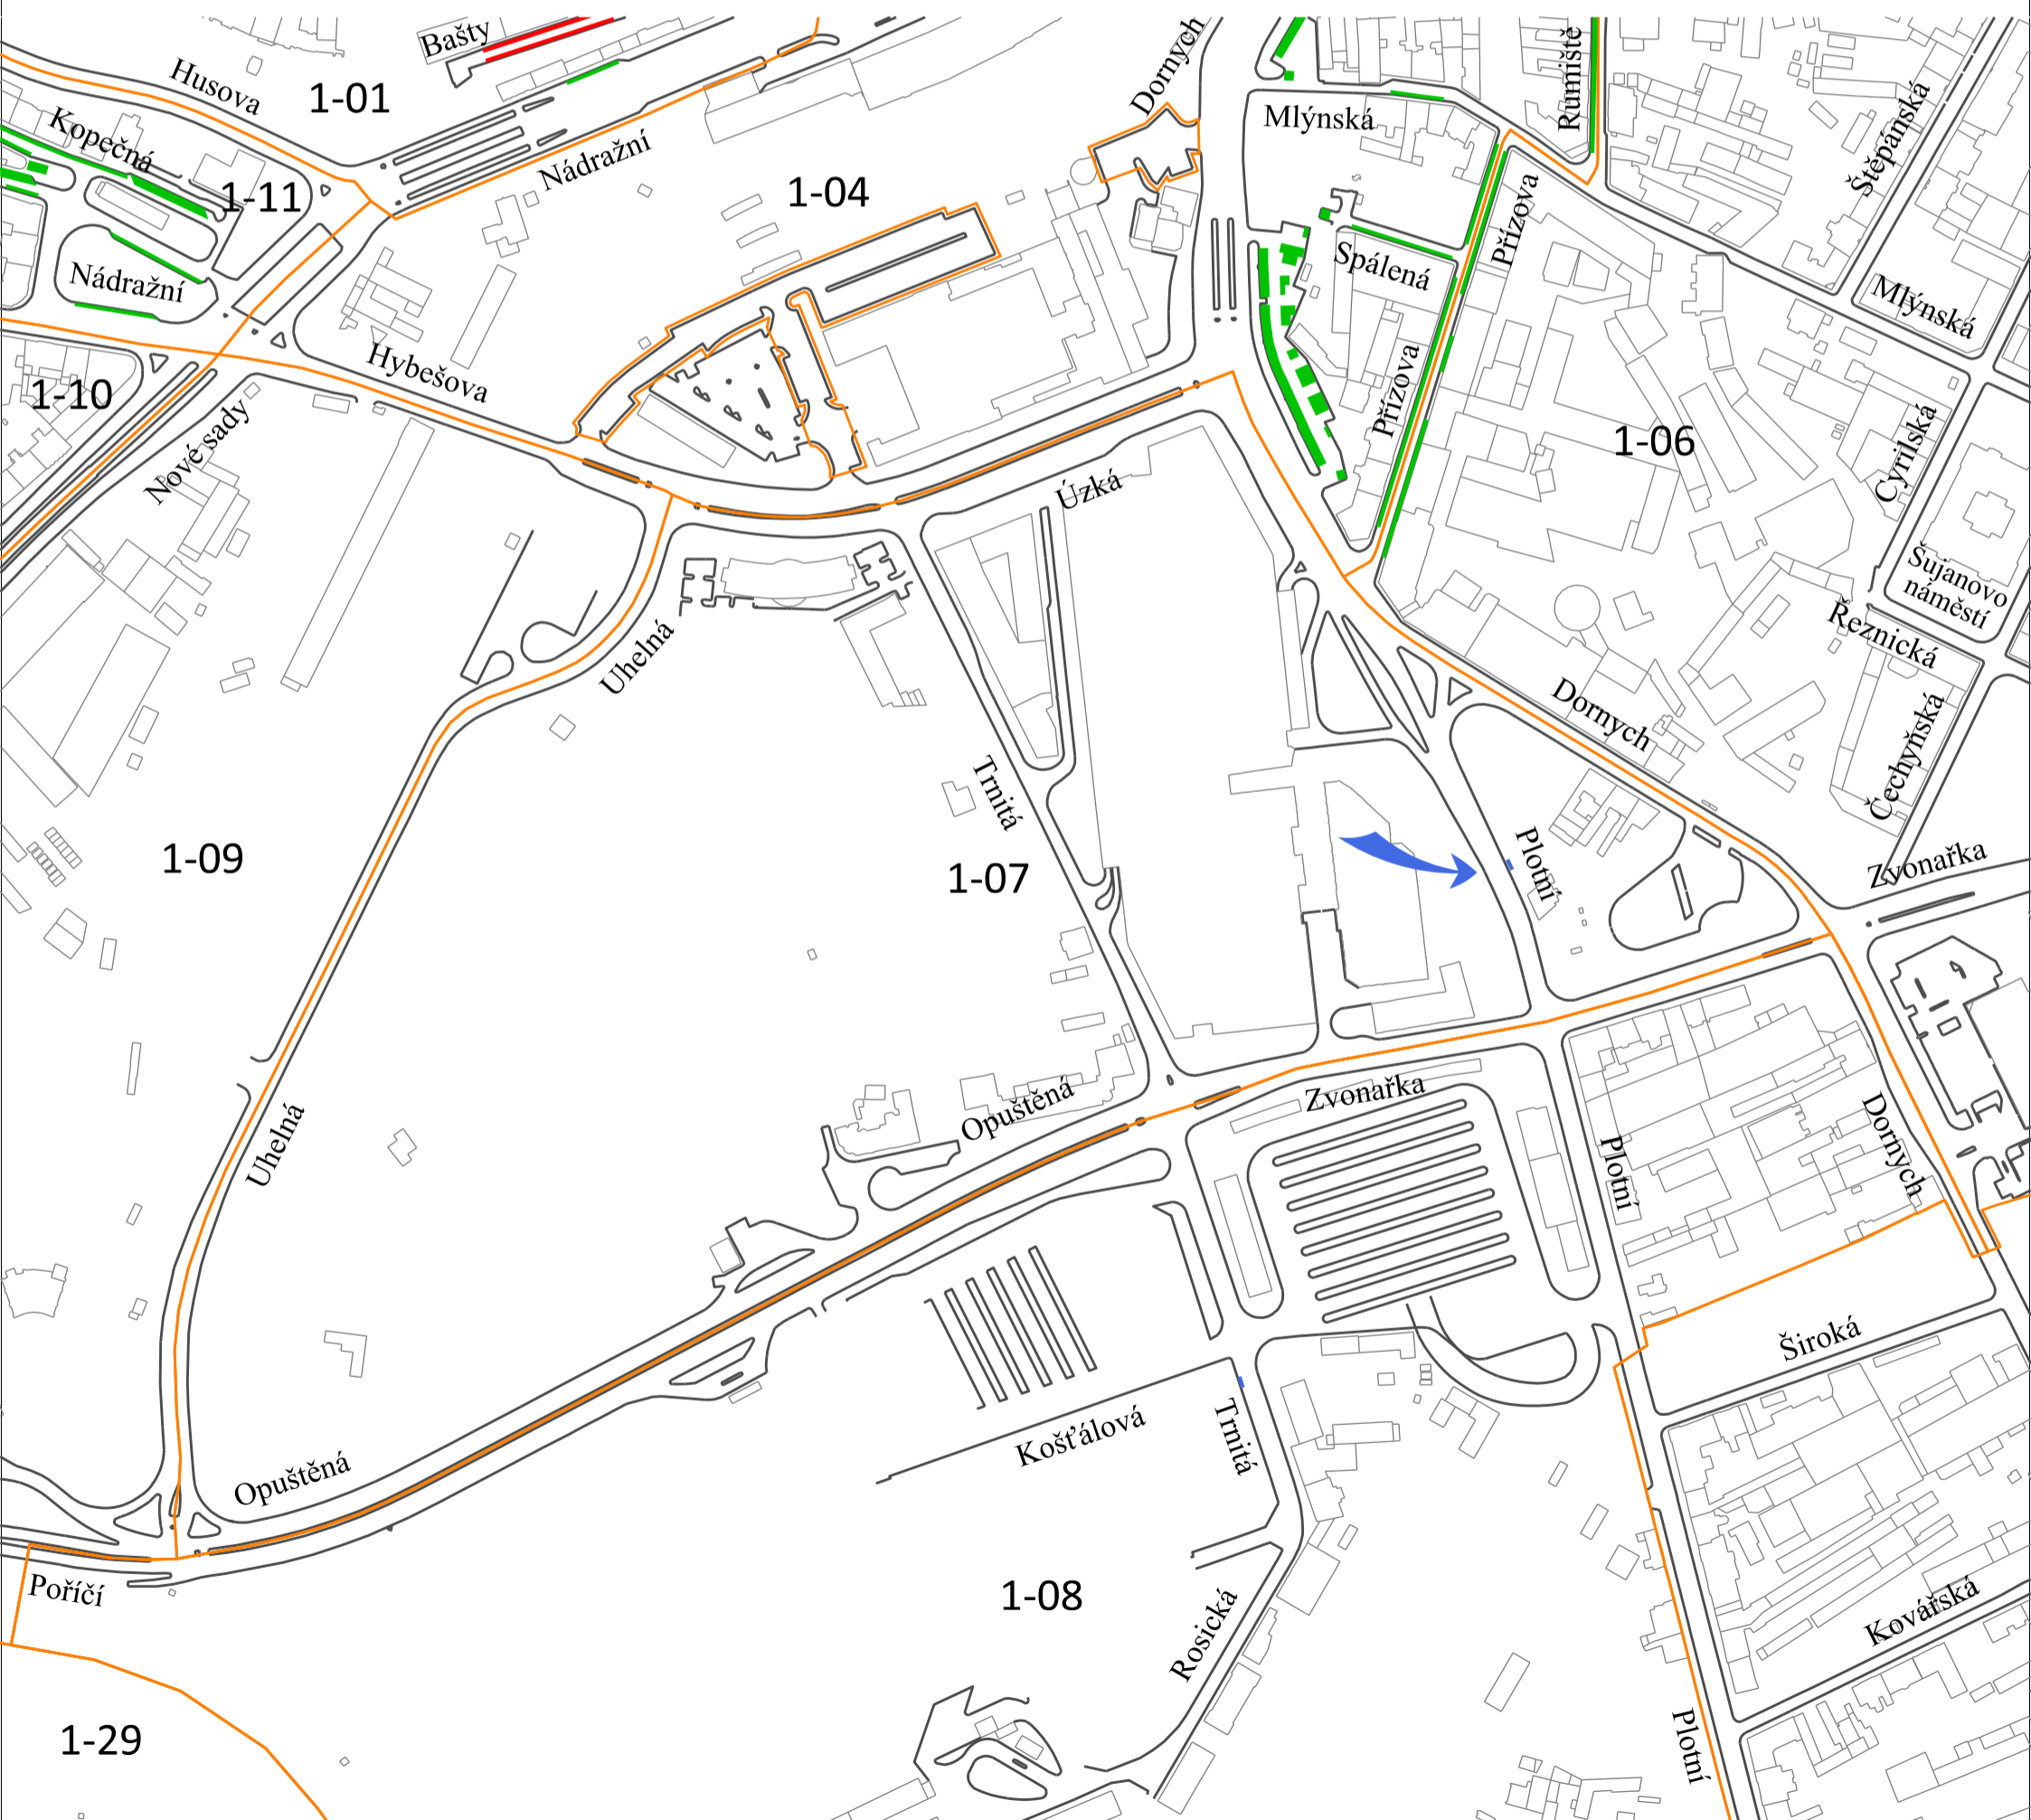 Bašty
Dornych
Rumiště
Husova
1-01
Štěpánská
Mlýnská
Kopečná
Nádražní
1-11
1-04
Přízova
Spálená
Nádražní
Mlýnská
Hybešova
1-10
Přízova
1-06
Nové sady
Cyrilská
Úzká
Šujanovo
náměstí
Řeznická
Uhelná
Dornych
Čechyňská
Trnitá
1-09
1-07
Plotní
Zvonařka
Zvonařka
Opuštěná
Uhelná
Plotní
Dornych
Široká
Košťálová
Trnitá
Opuštěná
Poříčí
1-08
Rosická
Kovářská
1-29
Plotní